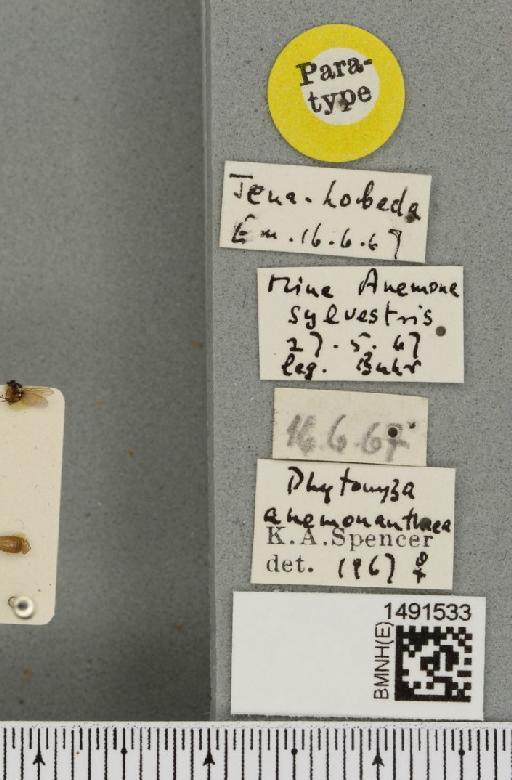 Para-
type
Jena-Lobeda
Em. 16.6.67
Mine Anemone
sylvestris
27.5.67
leg. Buhr
16.6.67
Phytomyza
anemonantheae
K.A.Spencer
det. 1967 ♀
1491533
BMNH(E)